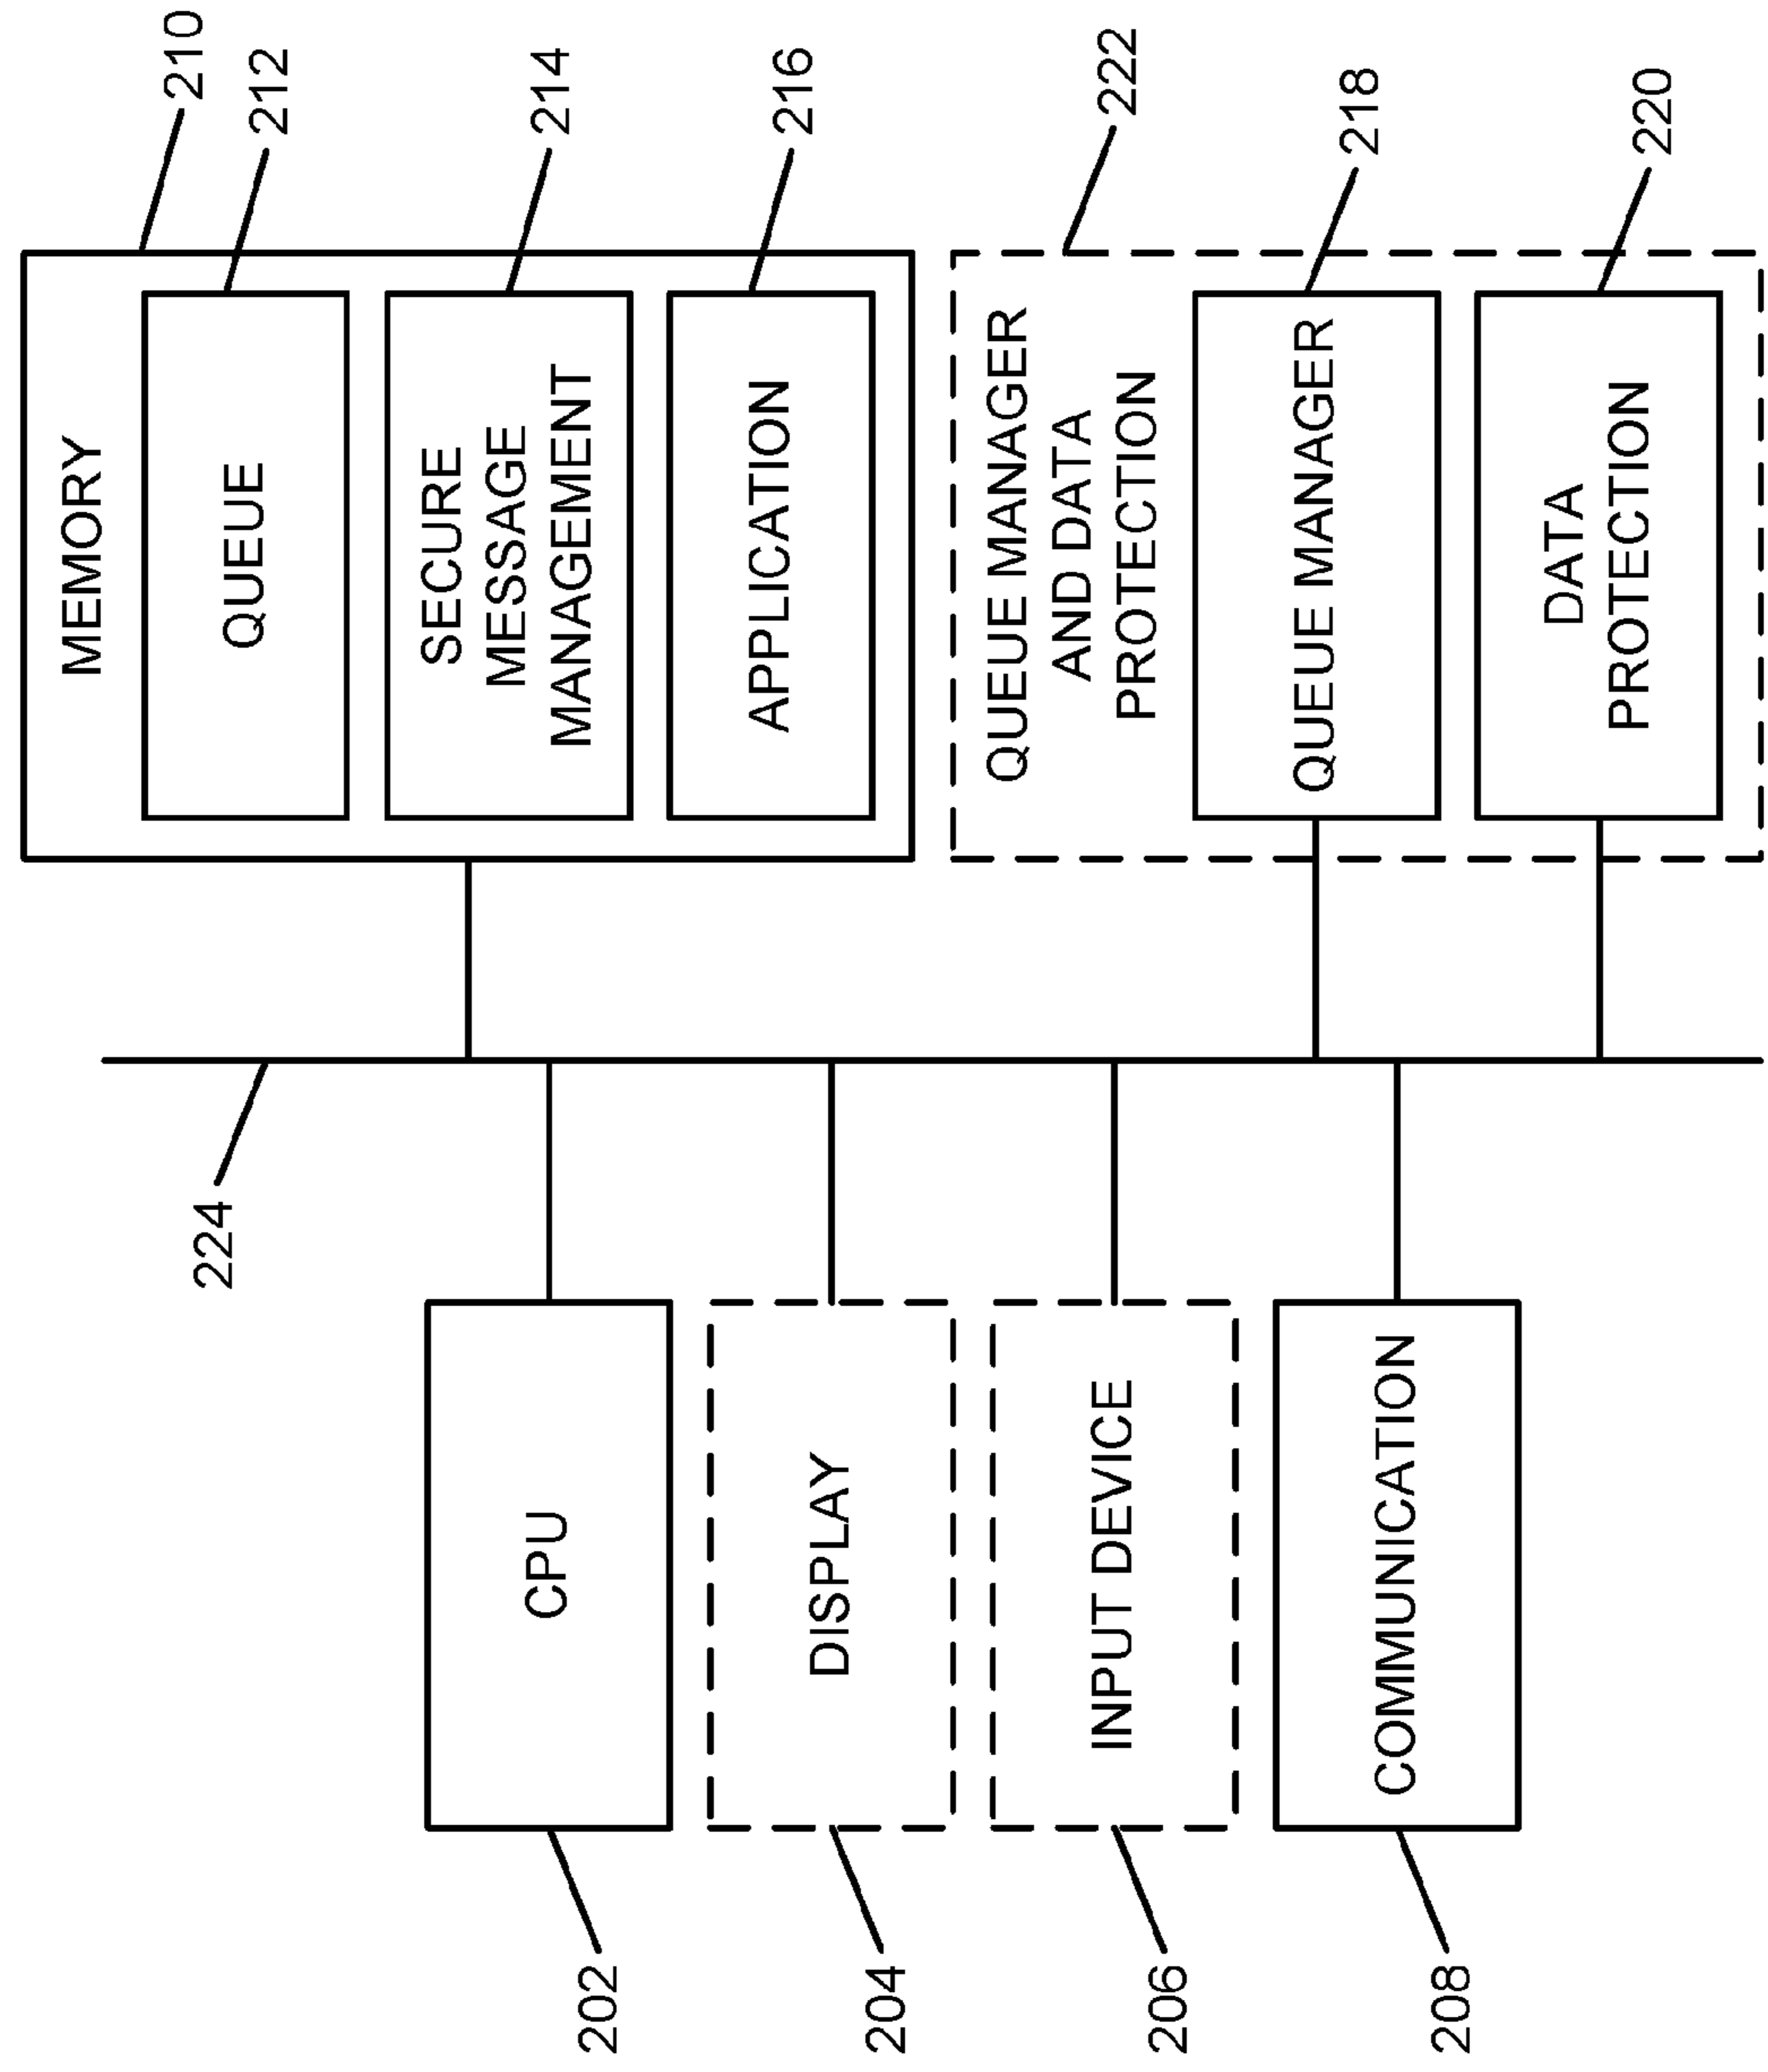 202
CPU
204
DISPLAY
206
INPUT DEVICE
208
COMMUNICATION
224
MEMORY
210
QUEUE
212
SECURE
MESSAGE
MANAGEMENT
214
APPLICATION
216
QUEUE MANAGER
AND DATA
PROTECTION
222
QUEUE MANAGER
218
DATA
PROTECTION
220